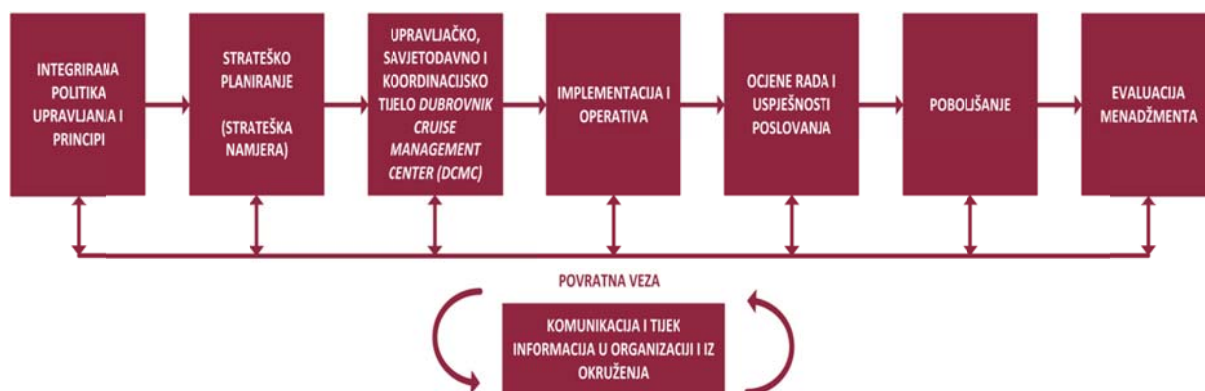 INTEGRIRANA
POLITIKA
UPRAVLJANJA I
PRINCIPI
STRATEŠKO
PLANIRANJE
(STRATEŠKA
NAMJERA)
UPRAVLJAČKO,
SAVJETODAVNO I
KOORDINACIJSKO
TIJELO DUBROVNIK
CRUISE
MANAGEMENT
CENTER (DCMC)
IMPLEMENTACIJA I
OPERATIVA
OCJENE RADA I
USPJEŠNOSTI
POSLOVANJA
POBOLJŠANJE
EVALUACIJA
MENADŽMENTA
POVRATNA VEZA
KOMUNIKACIJA I TIJEK
INFORMACIJA U ORGANIZACIJI I IZ
OKRUŽENJA